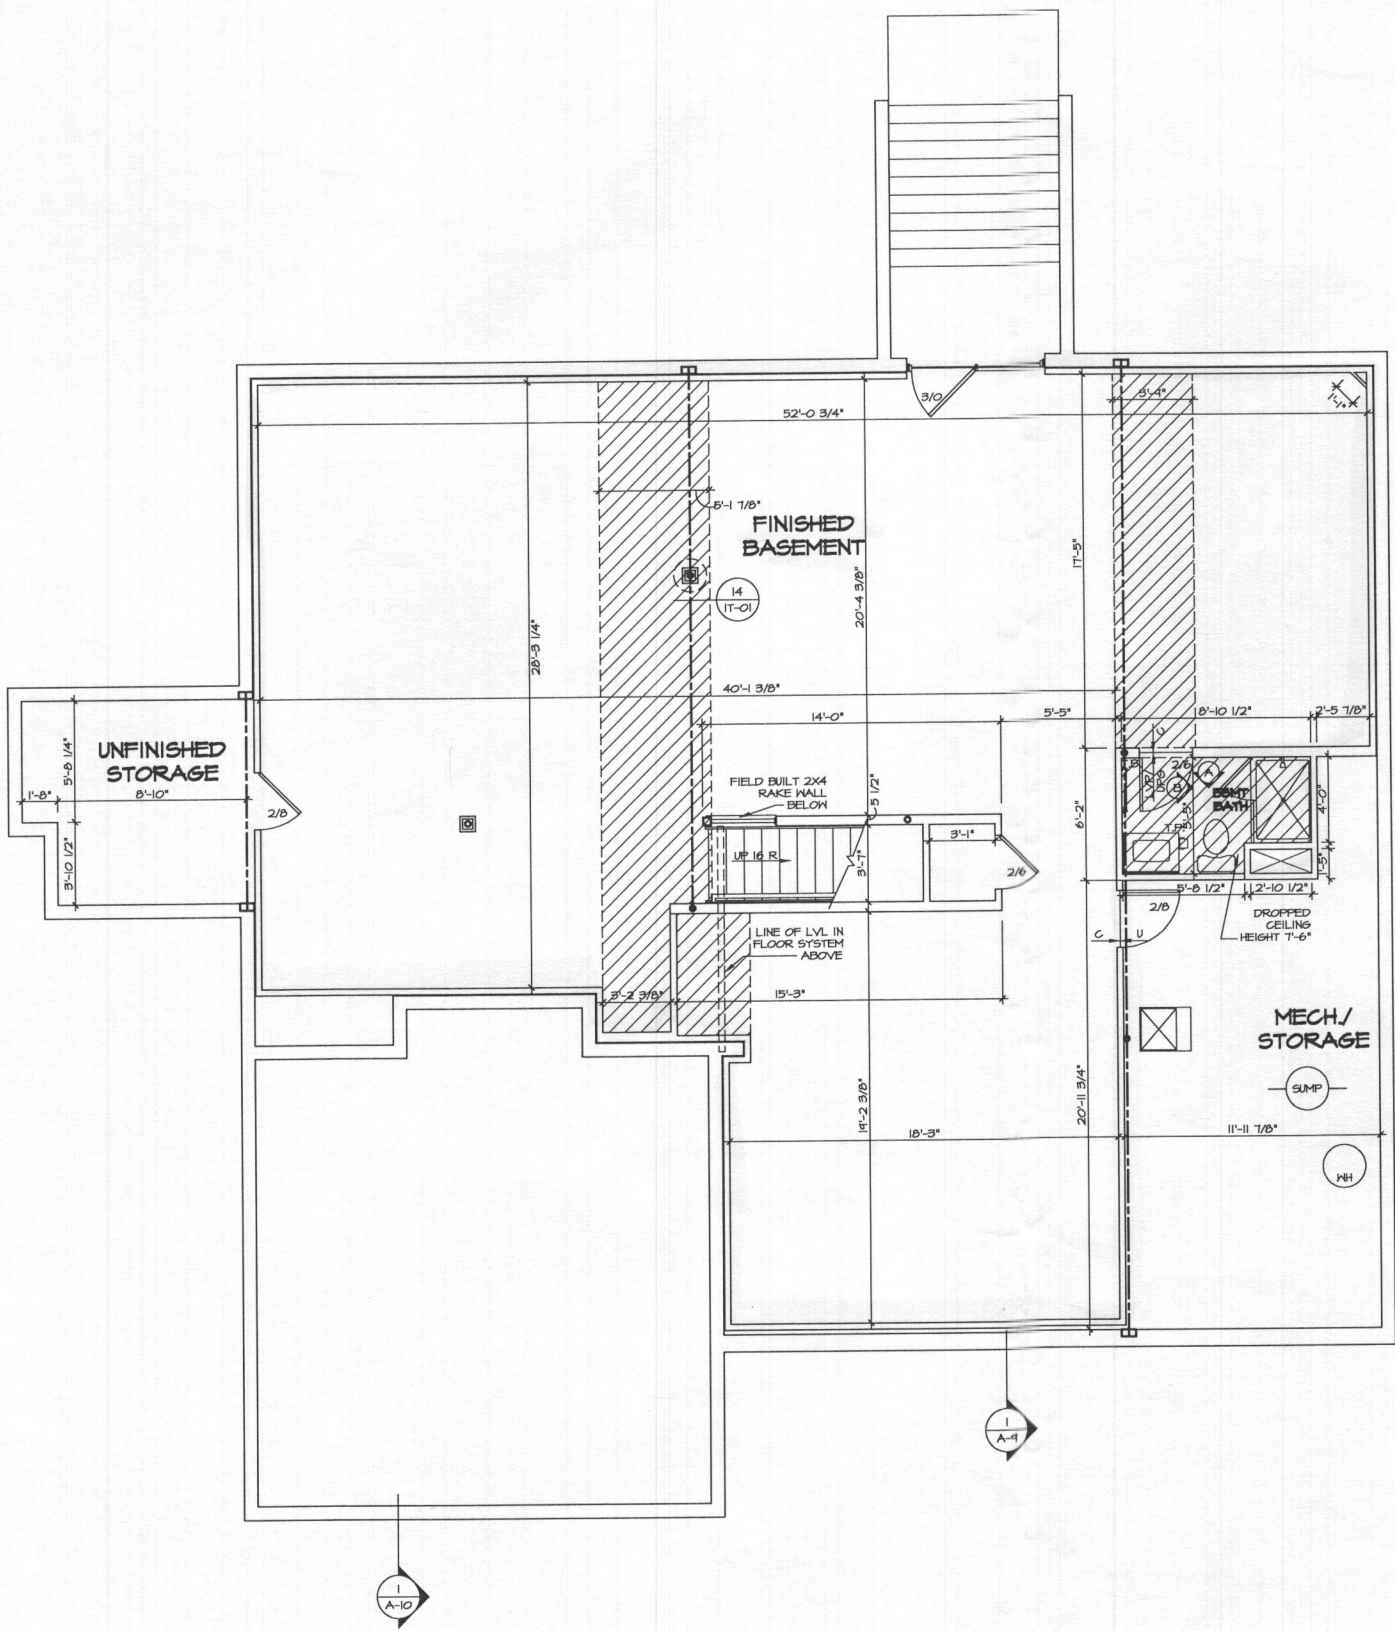 3/0
3'-9"
52'-0 3/4"
5'-1 7/8"
FINISHED
BASEMENT
17'-5"
14
IT-01
20'-4 3/8"
28'-3 1/4"
40'-1 3/8"
14'-0"
5'-5"
8'-10 1/2"
2'-5 7/8"
UNFINISHED
STORAGE
5'-8 1/4"
1'-8"
8'-10"
2/8
3'-10 1/2"
FIELD BUILT 2X4
RAKE WALL
BELOW
5 1/2"
6'-2"
2/6
A
B
BSMT
BATH
5'-5"
4'-0"
1'-5"
UP 16 R
3'-7"
3'-1"
2/6
5'-8 1/2"
2'-10 1/2"
2/8
C
U
DROPPED
CEILING
HEIGHT 7'-6"
LINE OF LVL IN
FLOOR SYSTEM
ABOVE
3'-2 3/8"
15'-3"
MECH./
STORAGE
SUMP
19'-2 3/8"
20'-11 3/4"
18'-3"
11'-11 7/8"
WH
1
A-9
1
A-10